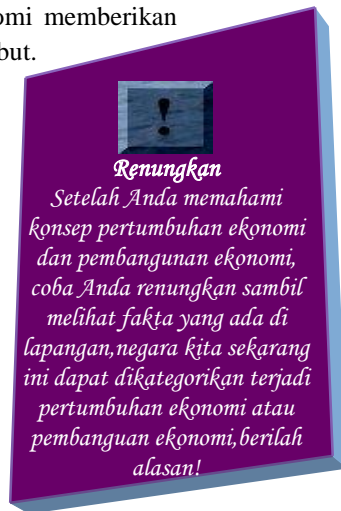 omi memberikan
but.
!
Renungkan
Setelah Anda memahami
konsep pertumbuhan ekonomi
dan pembangunan ekonomi,
coba Anda renungkan sambil
melihat fakta yang ada di
lapangan,negara kita sekarang
ini dapat dikategorikan terjadi
pertumbuhan ekonomi atau
pembanguan ekonomi,berilah
alasan!